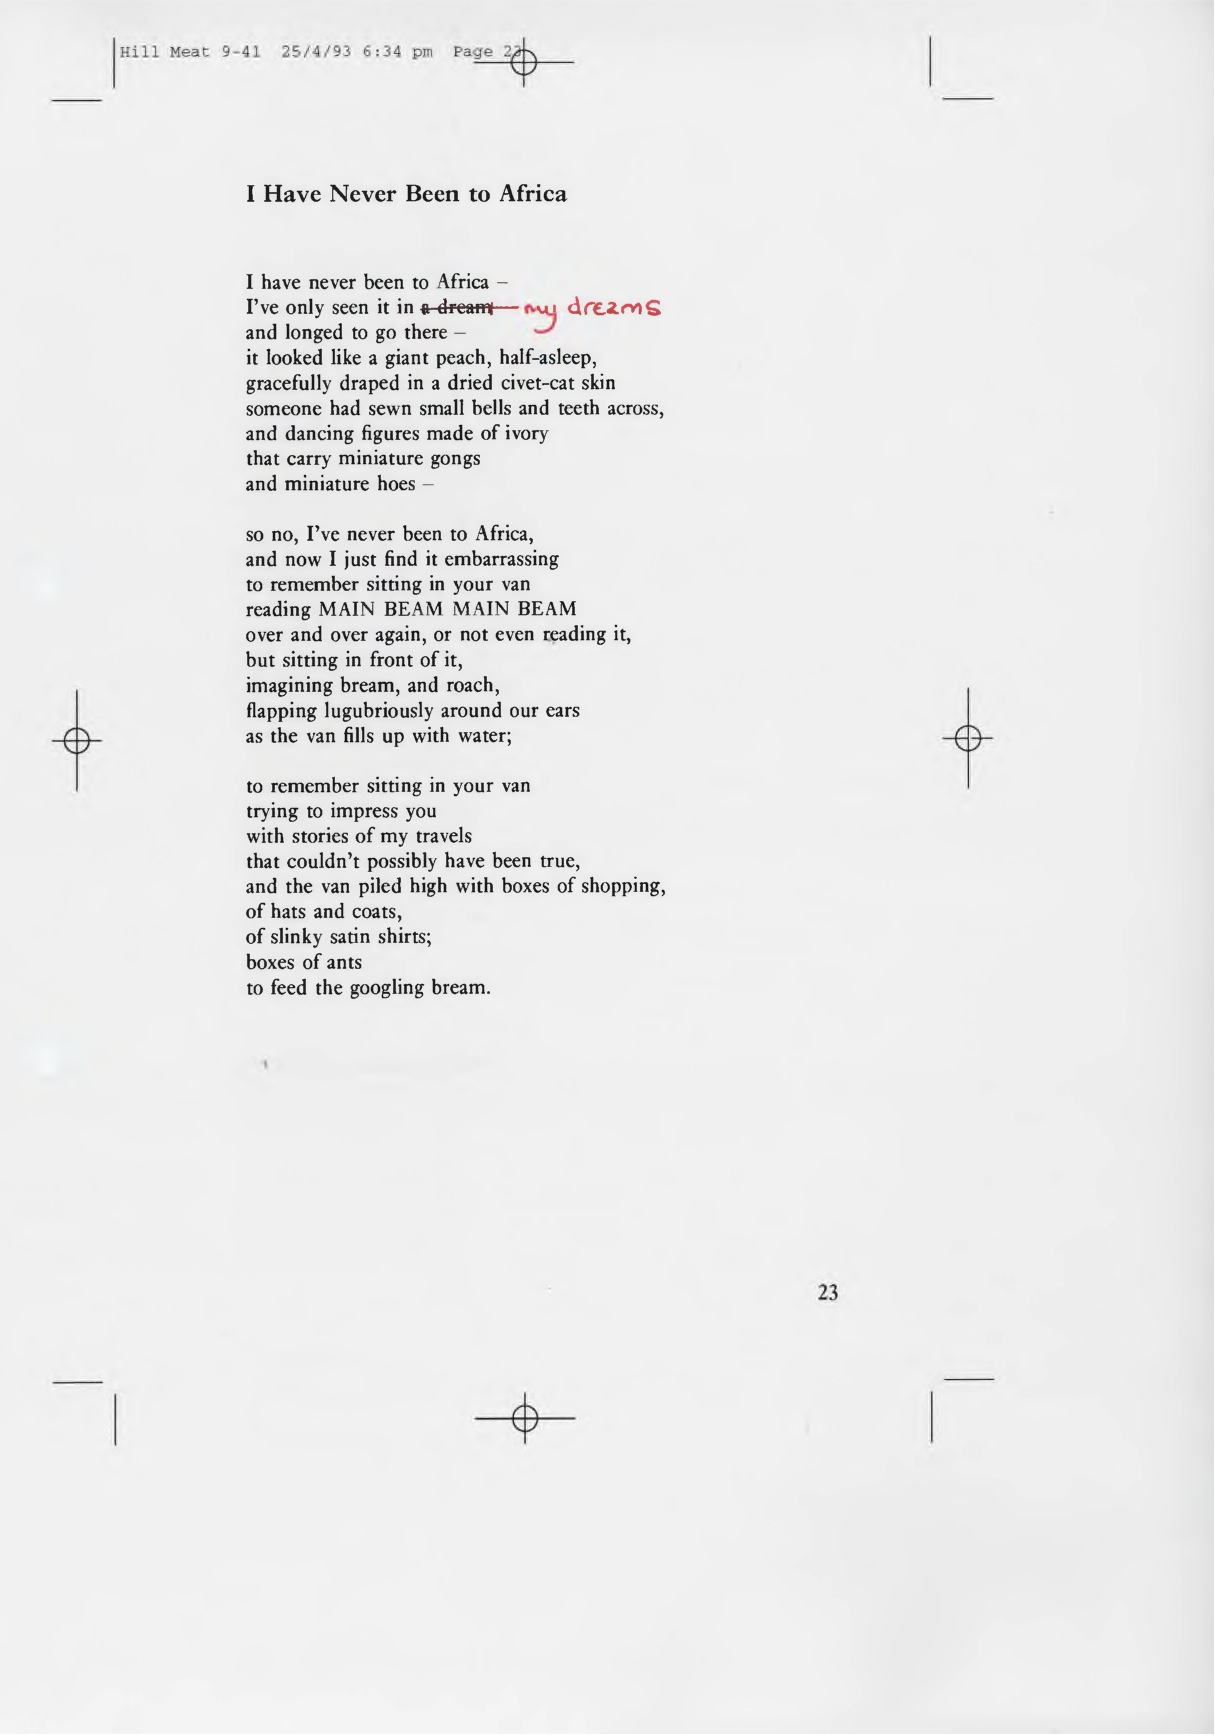 Hill Meat 9-41 25/4/93 6:34 pm Page 23
I Have Never Been to Africa
I have never been to Africa –
I've only seen it in a dream my dreams
and longed to go there –
it looked like a giant peach, half-asleep,
gracefully draped in a dried civet-cat skin
someone had sewn small bells and teeth across,
and dancing figures made of ivory
that carry miniature gongs
and miniature hoes –
so no, I've never been to Africa,
and now I just find it embarrassing
to remember sitting in your van
reading MAIN BEAM MAIN BEAM
over and over again, or not even reading it,
but sitting in front of it,
imagining bream, and roach,
flapping lugubriously around our ears
as the van fills up with water;
to remember sitting in your van
trying to impress you
with stories of my travels
that couldn't possibly have been true,
and the van piled high with boxes of shopping,
of hats and coats,
of slinky satin shirts;
boxes of ants
to feed the googling bream.
23